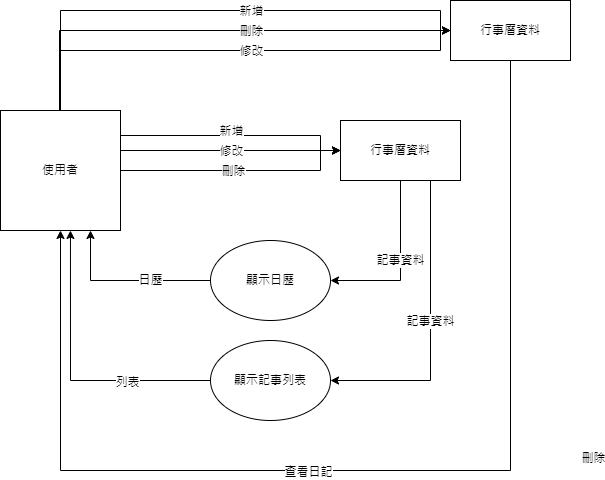 新增
刪除
修改
行事曆資料
使用者
新增
修改
刪除
行事曆資料
記事資料
日歷
顯示日歷
記事資料
列表
顯示記事列表
查看日記
刪除